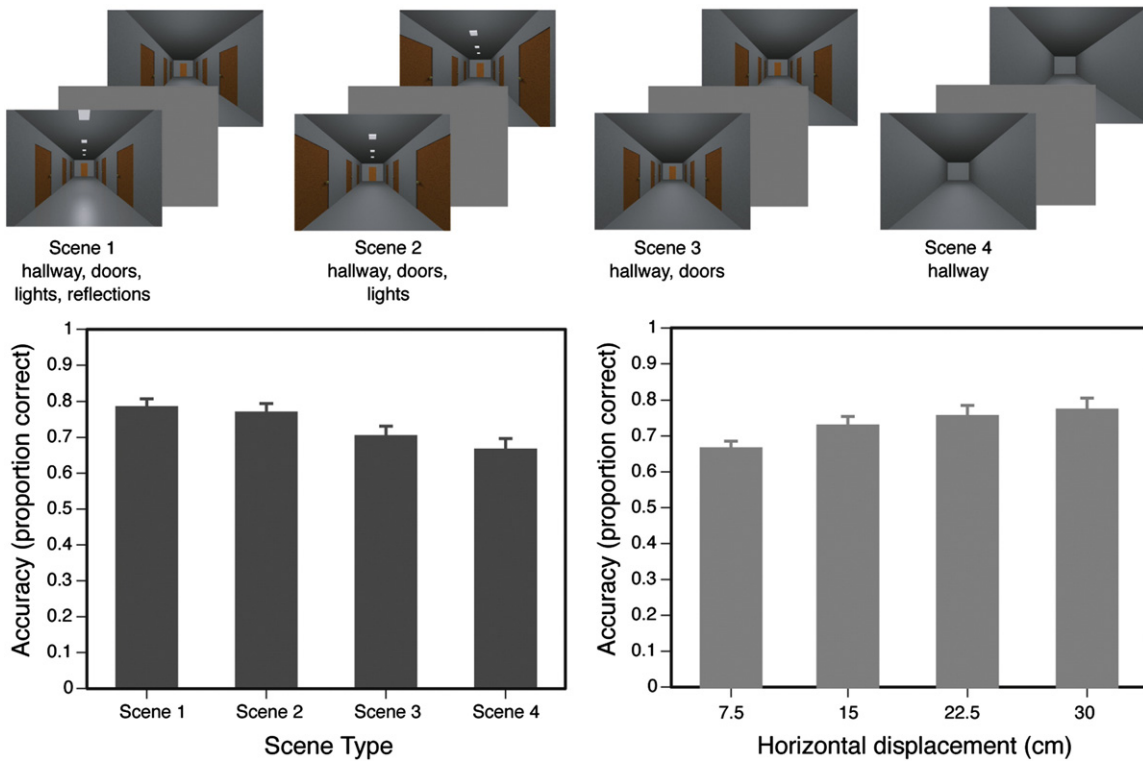 Scene 1
hallway, doors,
lights, reflections
Scene 2
hallway, doors,
lights
Scene 3
hallway, doors
Scene 4
hallway
Accuracy (proportion correct)
1
0.9
0.8
0.7
0.6
0.5
0.4
0.3
0.2
0.1
0
Scene 1 Scene 2 Scene 3 Scene 4
Scene Type
Accuracy (proportion correct)
1
0.9
0.8
0.7
0.6
0.5
0.4
0.3
0.2
0.1
0
7.5 15 22.5 30
Horizontal displacement (cm)